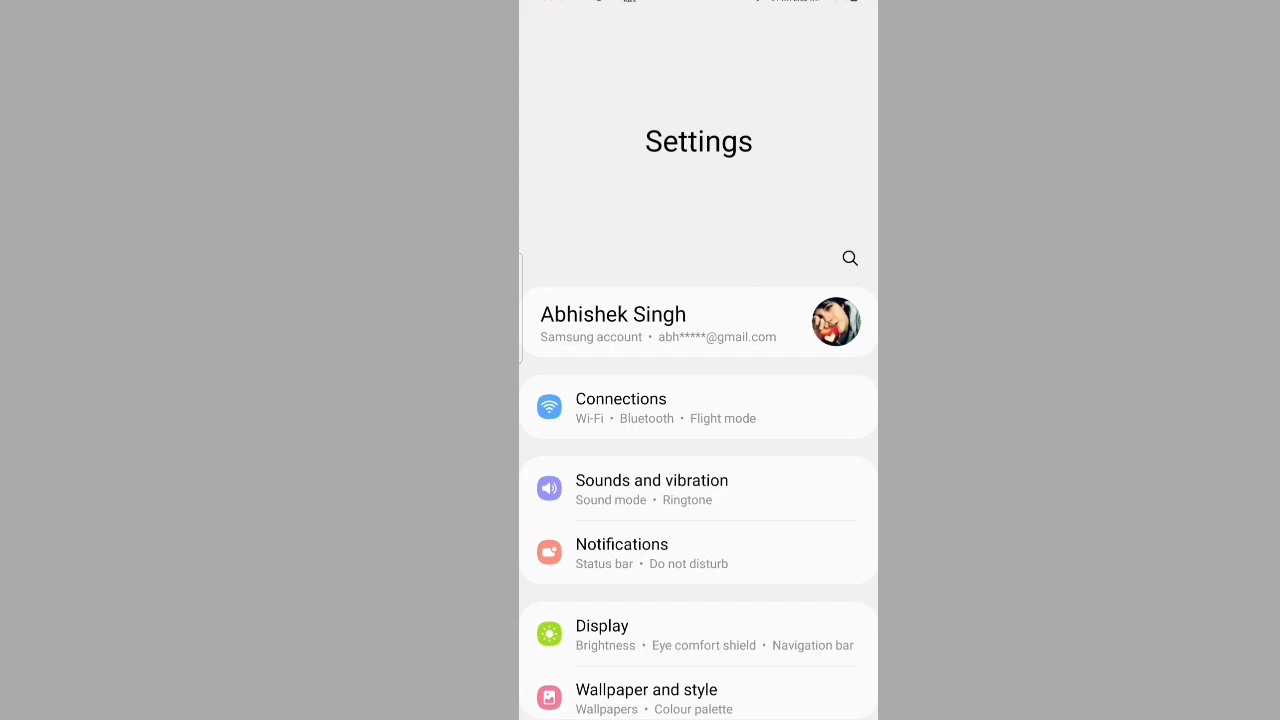 Settings
Abhishek Singh
Samsung account • abh*****@gmail.com
Connections
Wi-Fi • Bluetooth • Flight mode
Sounds and vibration
Sound mode • Ringtone
Notifications
Status bar • Do not disturb
Display
Brightness • Eye comfort shield • Navigation bar
Wallpaper and style
Wallpapers • Colour palette